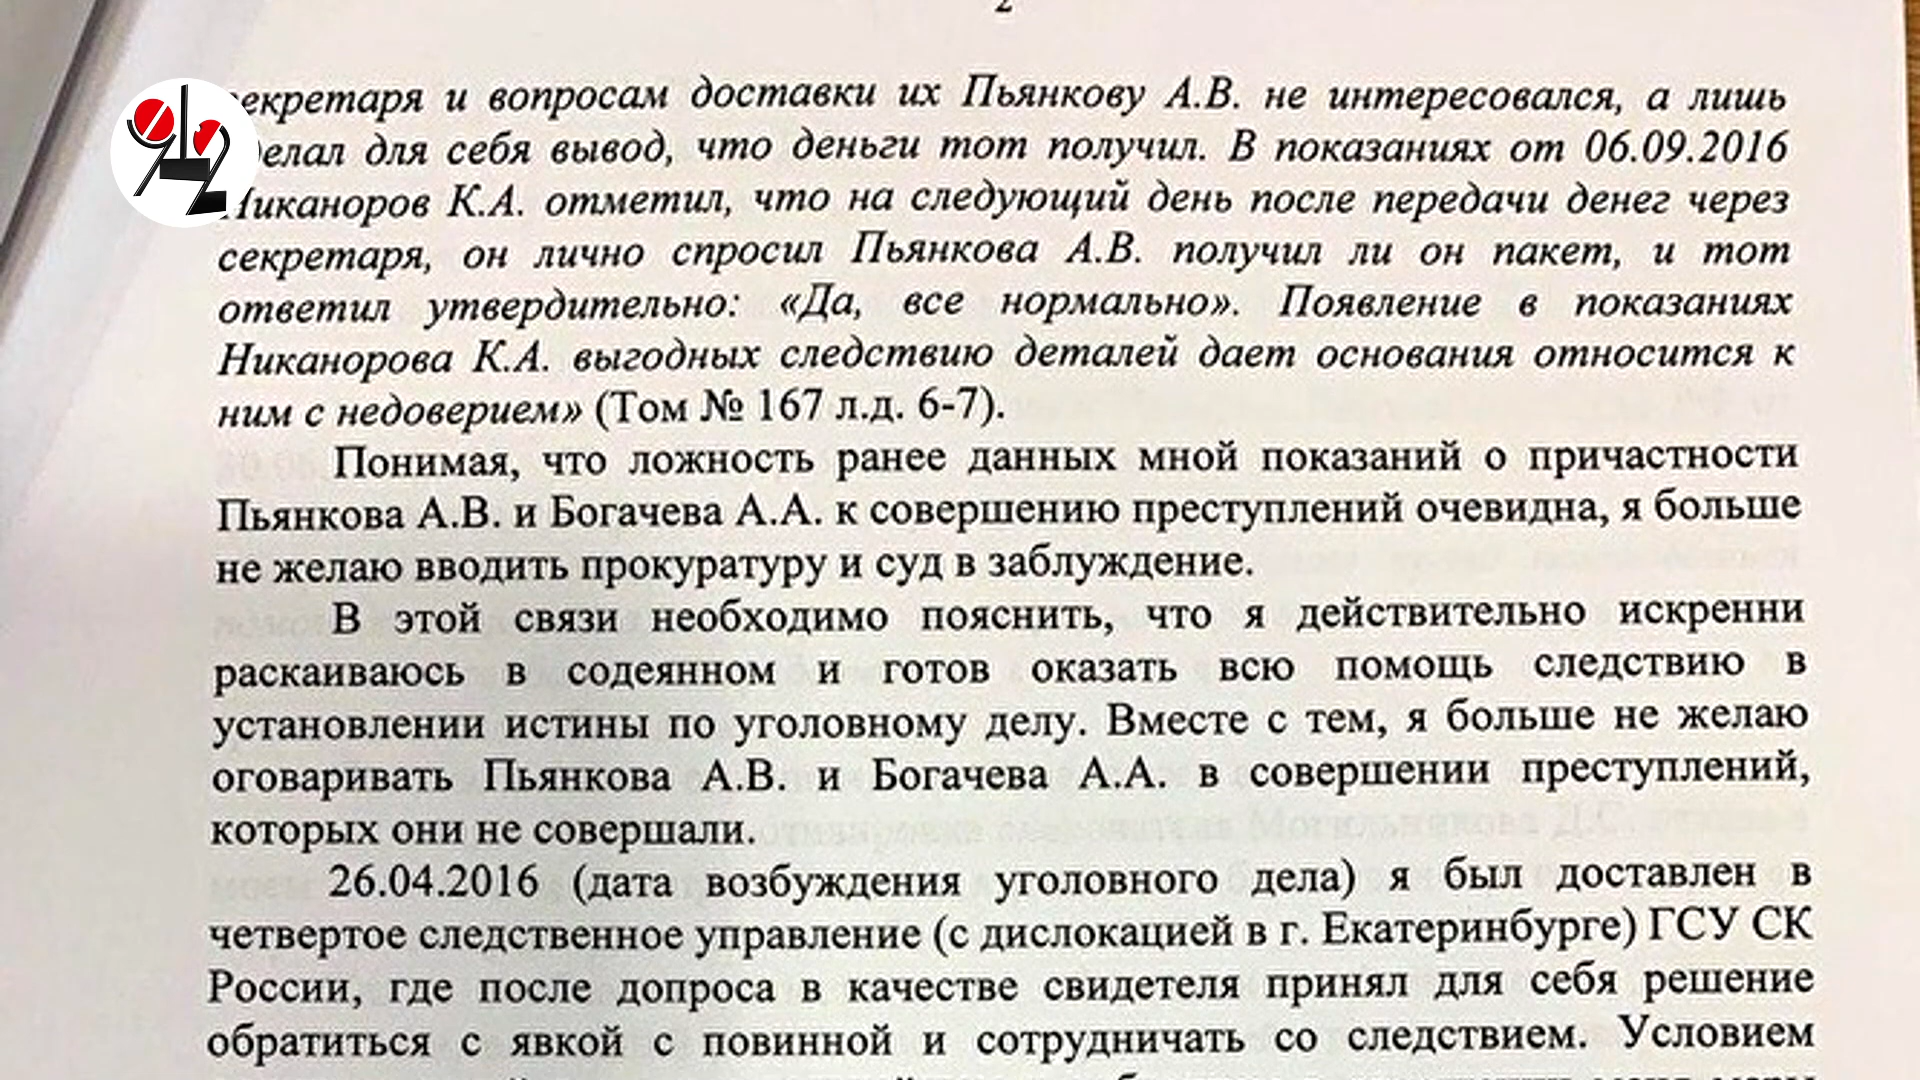 2
секретаря и вопросам доставки их Пьянкову А.В. не интересовался, а лишь
сделал для себя вывод, что деньги тот получил. В показаниях от 06.09.2016
Никаноров К.А. отметил, что на следующий день после передачи денег через
секретаря, он лично спросил Пьянкова А.В. получил ли он пакет, и тот
ответил утвердительно: «Да, все нормально». Появление в показаниях
Никанорова К.А. выгодных следствию деталей дает основания относится к
ним с недоверием» (Том № 167 л.д. 6-7).
Понимая, что ложность ранее данных мной показаний о причастности
Пьянкова А.В. и Богачева А.А. к совершению преступлений очевидна, я больше
не желаю вводить прокуратуру и суд в заблуждение.
В этой связи необходимо пояснить, что я действительно искренни
раскаиваюсь в содеянном и готов оказать всю помощь следствию в
установлении истины по уголовному делу. Вместе с тем, я больше не желаю
оговаривать Пьянкова А.В. и Богачева А.А. в совершении преступлений,
которых они не совершали.
26.04.2016 (дата возбуждения уголовного дела) я был доставлен в
четвертое следственное управление (с дислокацией в г. Екатеринбурге) ГСУ СК
России, где после допроса в качестве свидетеля принял для себя решение
обратиться с явкой с повинной и сотрудничать со следствием. Условием